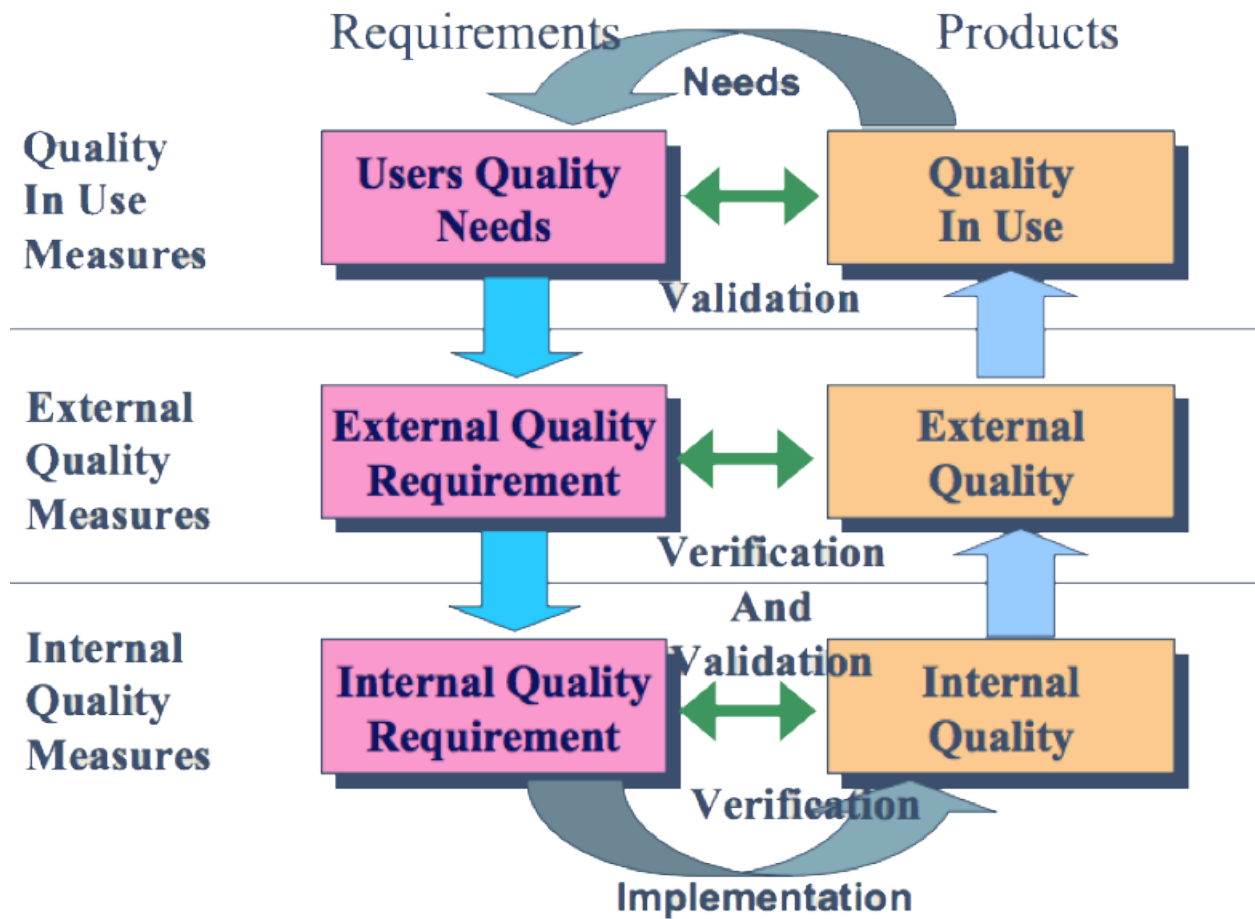 Requirements
Products
Needs
Quality
In Use
Measures
Users Quality
Needs
Quality
In Use
Validation
External
Quality
Measures
External Quality
Requirement
External
Quality
Verification
And
Validation
Internal
Quality
Measures
Internal Quality
Requirement
Internal
Quality
Verification
Implementation